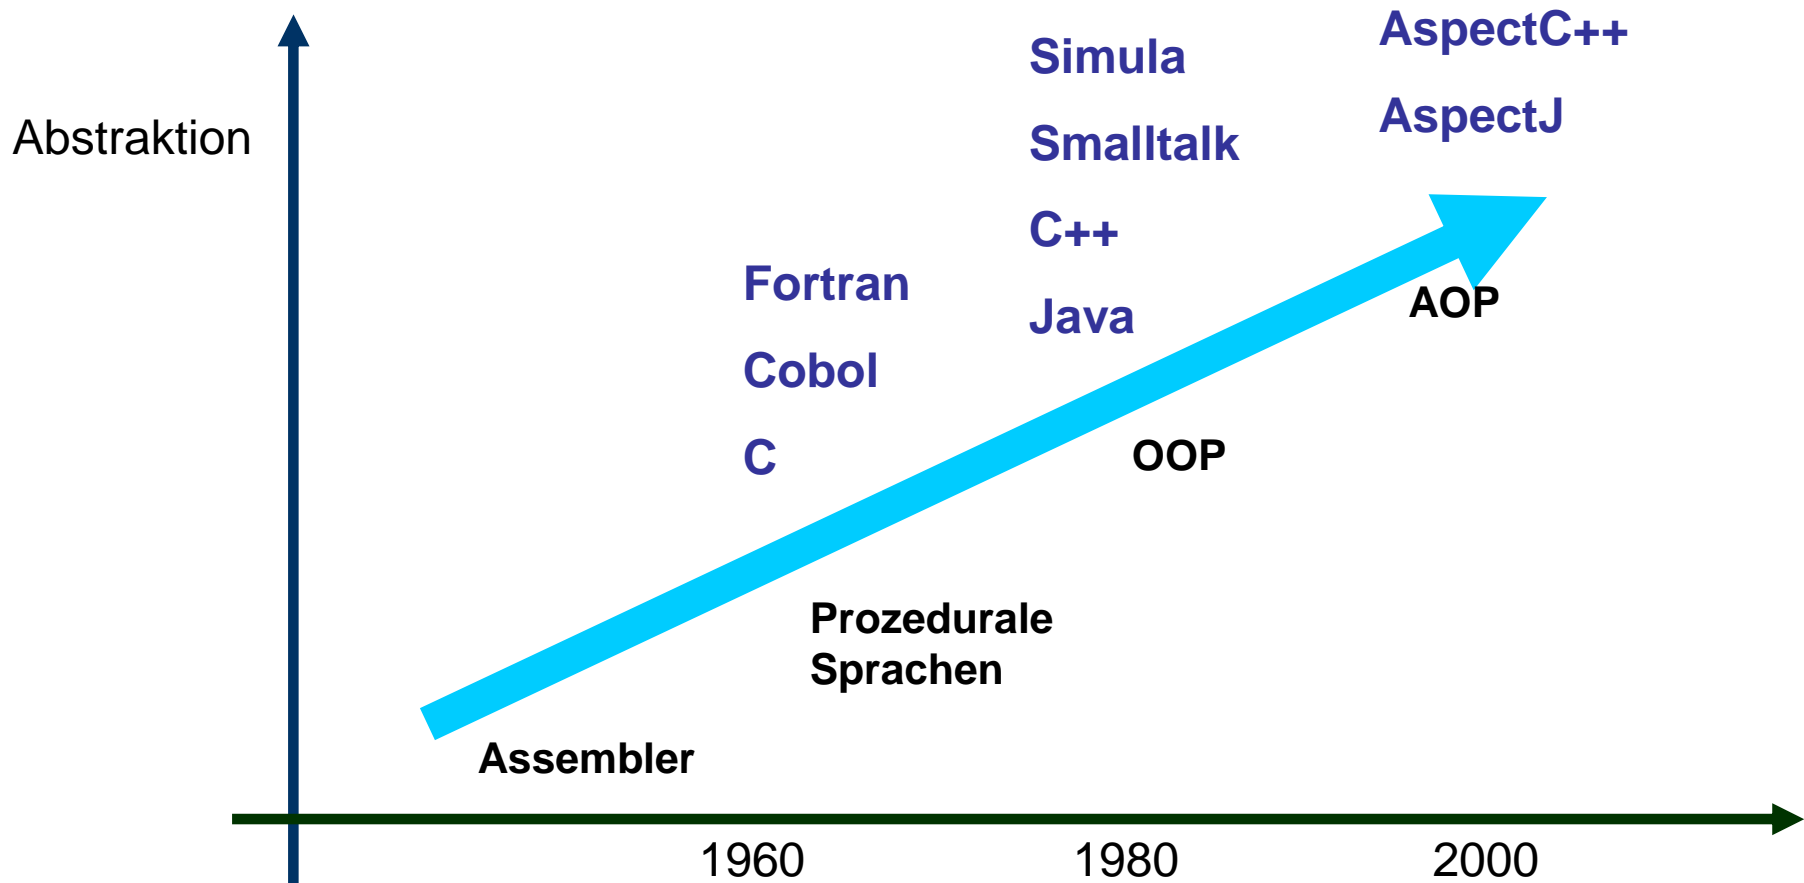 AspectC++
Simula
AspectJ
Abstraktion
Smalltalk
C++
Fortran
AOP
Java
Cobol
C
OOP
Prozedurale
Sprachen
Assembler
1960
1980
2000